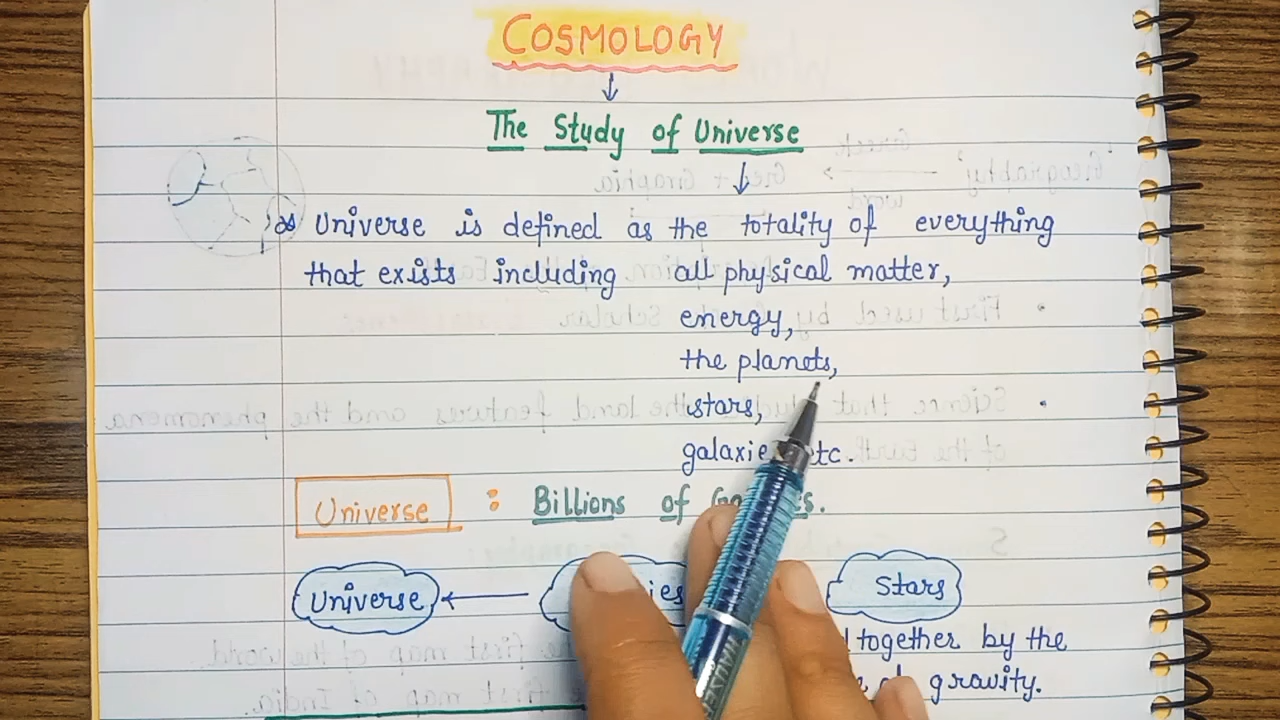 COSMOLOGY
The Study of Universe
Universe is defined as the totality of everything
that exists including all physical matter,
energy,
the planets,
stars,
etc.
Universe : Billions of
Universe Stars
together by the
gravity.